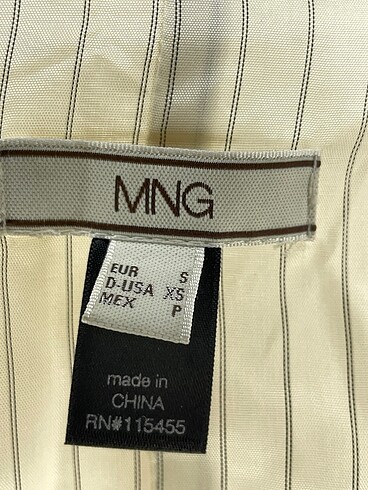 MNG
EUR S
D-USA XS
MEX P
made in
CHINA
RN#115455